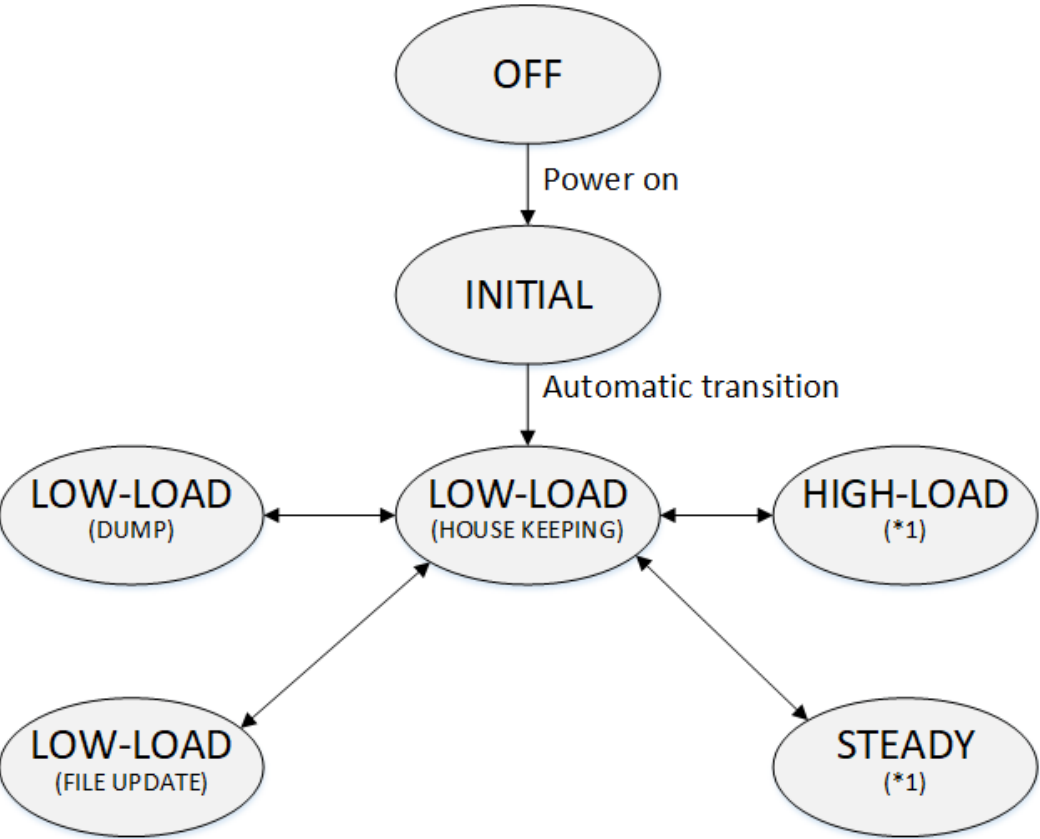 OFF
Power on
INITIAL
Automatic transition
LOW-LOAD
(DUMP)
LOW-LOAD
(HOUSE KEEPING)
HIGH-LOAD
(*1)
LOW-LOAD
(FILE UPDATE)
STEADY
(*1)